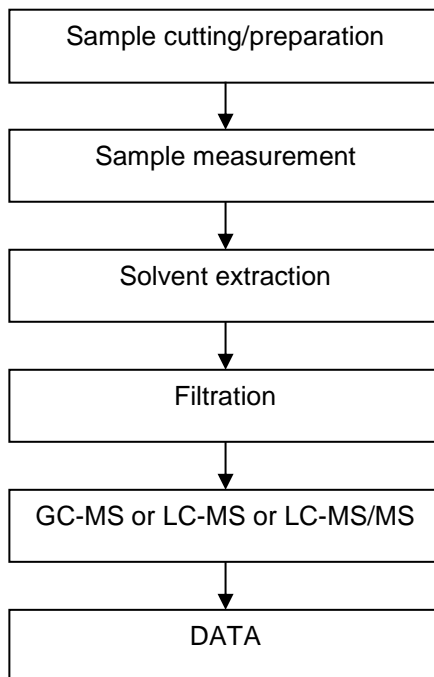 Sample cutting/preparation
Sample measurement
Solvent extraction
Filtration
GC-MS or LC-MS or LC-MS/MS
DATA